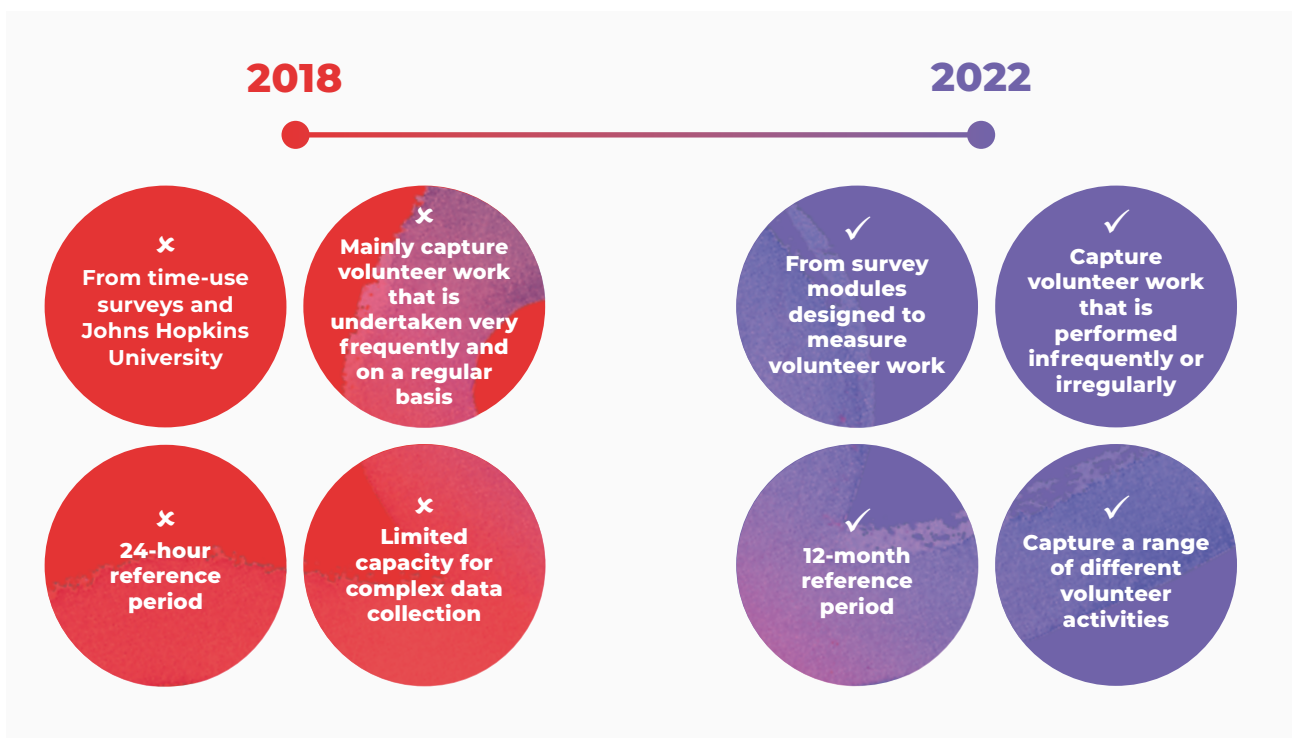 2018
2022
✘
From time-use
surveys and
Johns Hopkins
University
✘
Mainly capture
volunteer work
that is
undertaken very
frequently and
on a regular
basis
✓
From survey
modules
designed to
measure
volunteer work
✓
Capture
volunteer work
that is
performed
infrequently or
irregularly
✘
24-hour
reference
period
✘
Limited
capacity for
complex data
collection
✓
12-month
reference
period
✓
Capture a range
of different
volunteer
activities